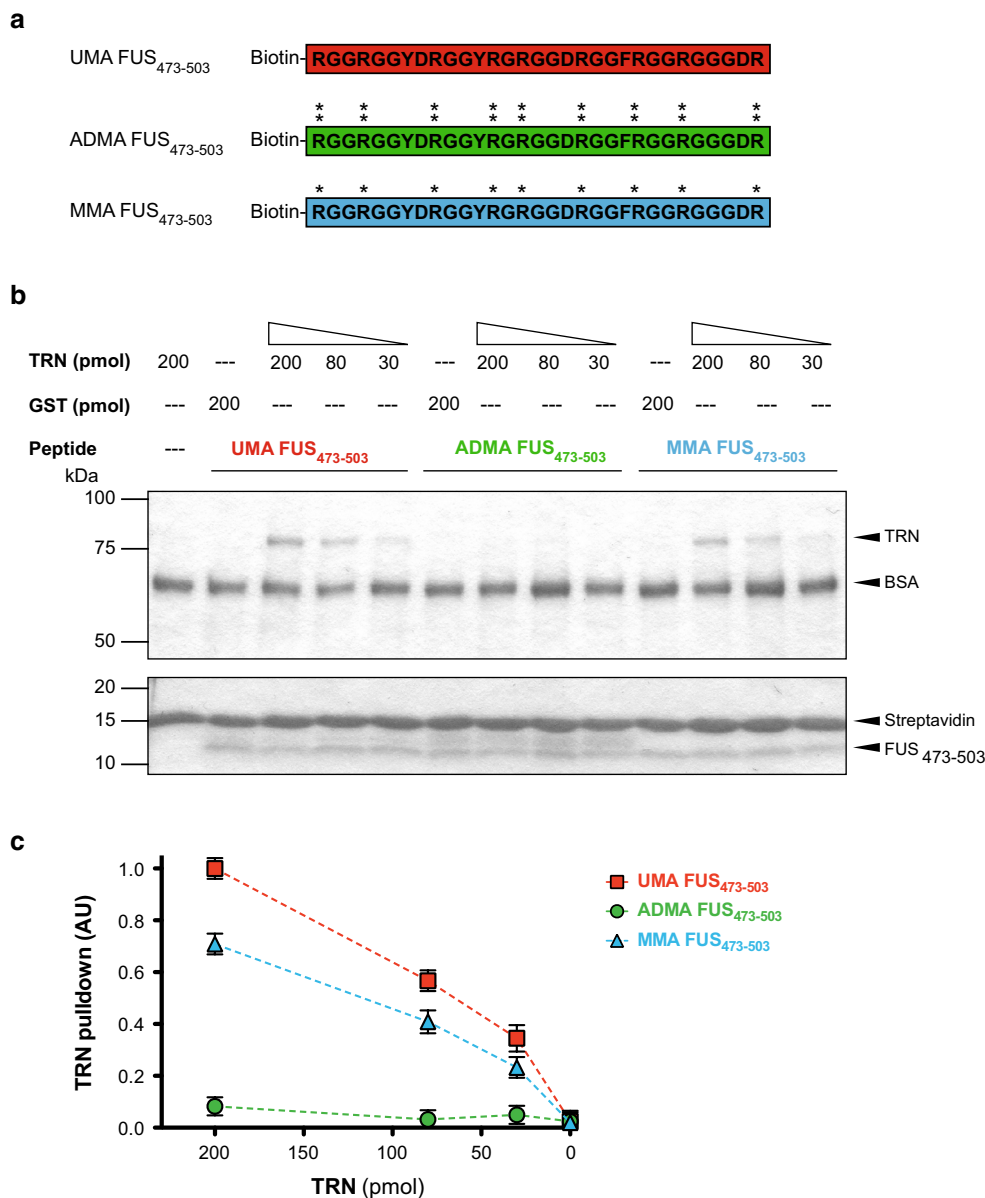 a
UMA FUS473-503 Biotin-RGGRGGYDRGGYRGRGGDRGGFRGGRGGGDR
* * * * * * * * *
* * * * * * * * *
ADMA FUS473-503 Biotin-RGGRGGYDRGGYRGRGGDRGGFRGGRGGGDR
* * * * * * * * *
MMA FUS473-503 Biotin-RGGRGGYDRGGYRGRGGDRGGFRGGRGGGDR
b
TRN (pmol) 200 --- 200 80 30 --- 200 80 30 --- 200 80 30
GST (pmol) --- 200 --- --- --- 200 --- --- --- 200 --- --- ---
Peptide --- UMA FUS473-503 ADMA FUS473-503 MMA FUS473-503
kDa
100
75
50
TRN
BSA
20
15
10
Streptavidin
FUS 473-503
c
TRN pulldown (AU)
1.0
0.8
0.6
0.4
0.2
0.0
200 150 100 50 0
TRN (pmol)
UMA FUS473-503
ADMA FUS473-503
MMA FUS473-503